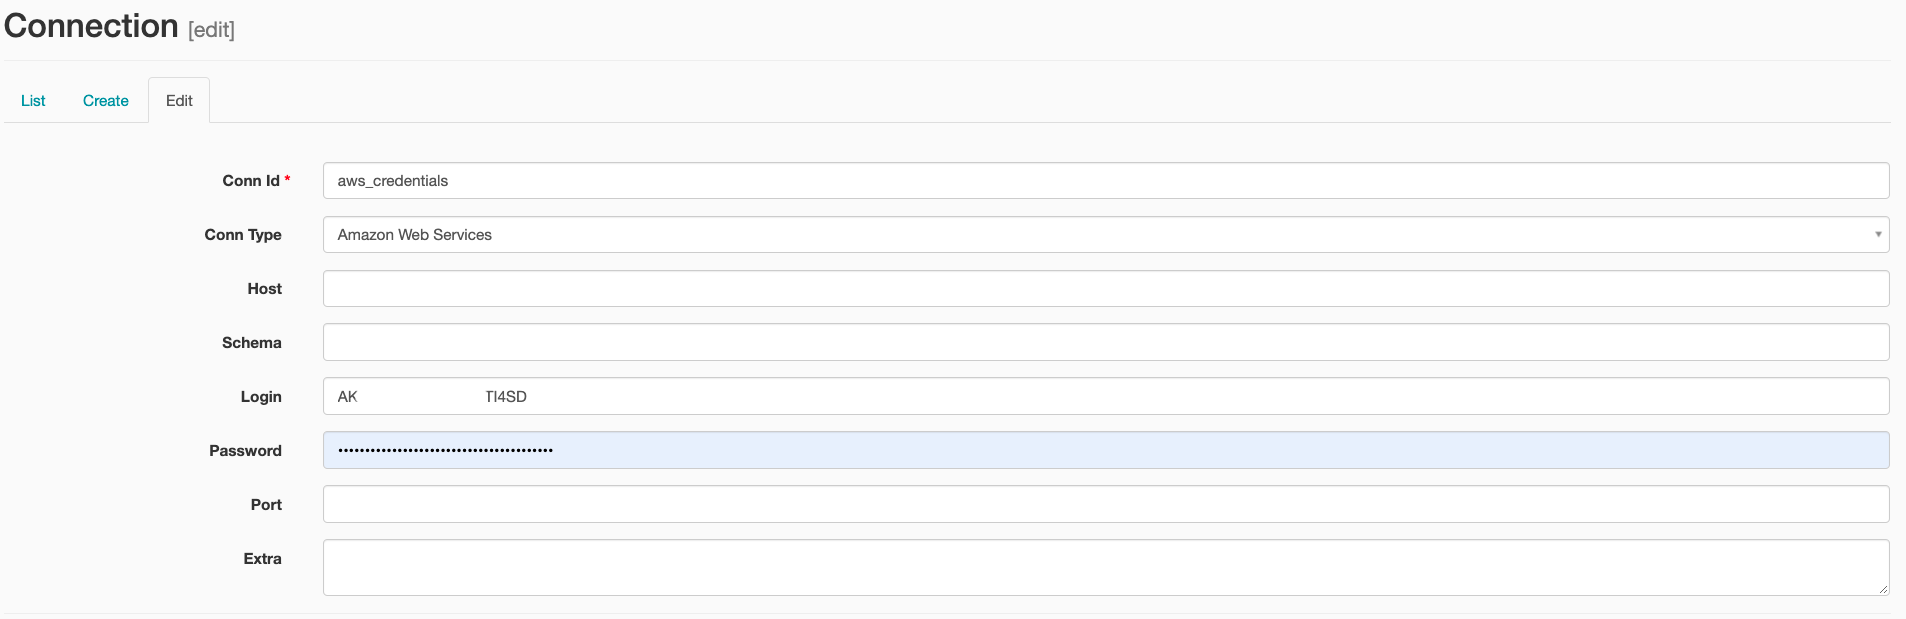 Connection [edit]
List Create Edit
Conn Id * aws_credentials
Conn Type Amazon Web Services
Host
Schema
Login AK TI4SD
Password ••••••••••••••••••••••••••••••••••••••••
Port
Extra